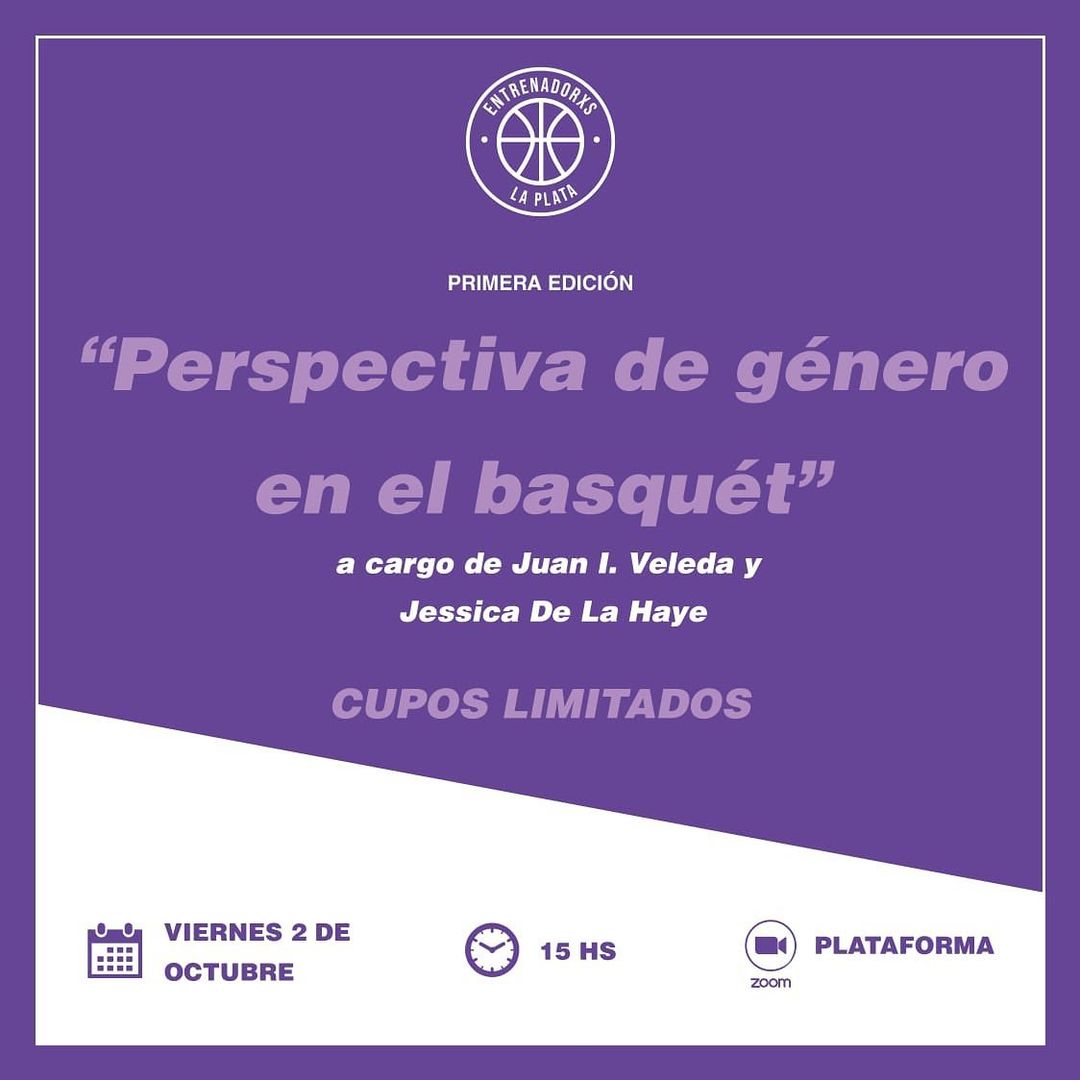 ENTRENADORXS
LA PLATA
PRIMERA EDICIÓN
“Perspectiva de género
en el basquét”
a cargo de Juan I. Veleda y
Jessica De La Haye
CUPOS LIMITADOS
VIERNES 2 DE
OCTUBRE
15 HS
PLATAFORMA
zoom